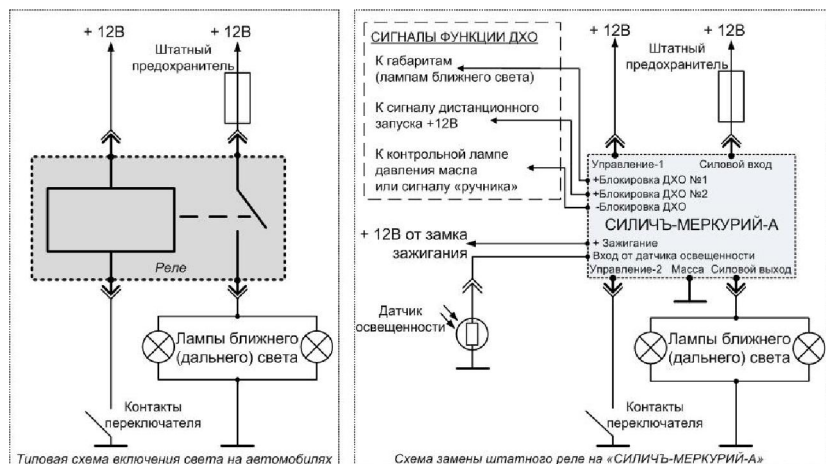 + 12В
+ 12В
Штатный
предохранитель
Реле
Лампы ближнего
(дальнего) света
Контакты
переключателя
Типовая схема включения света на автомобилях
СИГНАЛЫ ФУНКЦИИ ДХО
К габаритам
(лампам ближнего света)
К сигналу дистанционного
запуска +12В
К контрольной лампе
давления масла
или сигналу «ручника»
+ 12В
+ 12В
Штатный
предохранитель
Управление-1
Силовой вход
+Блокировка ДХО №1
+Блокировка ДХО №2
-Блокировка ДХО
СИЛИЧЪ-МЕРКУРИЙ-А
+ Зажигание
Вход от датчика освещенности
Управление-2 Масса Силовой выход
+ 12В от замка
зажигания
Датчик
освещенности
Лампы ближнего
(дальнего) света
Контакты
переключателя
Схема замены штатного реле на «СИЛИЧЪ-МЕРКУРИЙ-А»